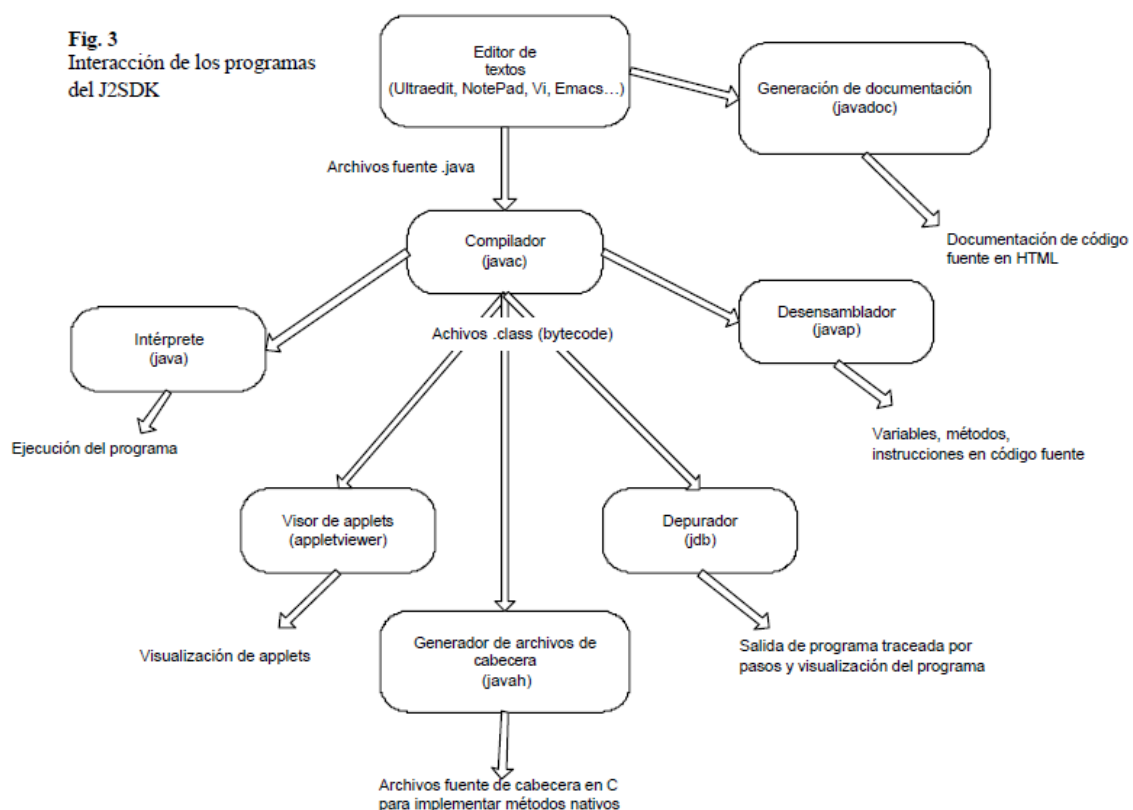 Fig. 3
Interacción de los programas
del J2SDK
Editor de
textos
(Ultraedit, NotePad, Vi, Emacs…)
Generación de documentación
(javadoc)
Archivos fuente .java
Documentación de código
fuente en HTML
Compilador
(javac)
Intérprete
(java)
Achivos .class (bytecode)
Desensamblador
(javap)
Ejecución del programa
Variables, métodos,
instrucciones en código fuente
Visor de applets
(appletviewer)
Depurador
(jdb)
Visualización de applets
Generador de archivos de
cabecera
(javah)
Salida de programa traceada por
pasos y visualización del programa
Archivos fuente de cabecera en C
para implementar métodos nativos